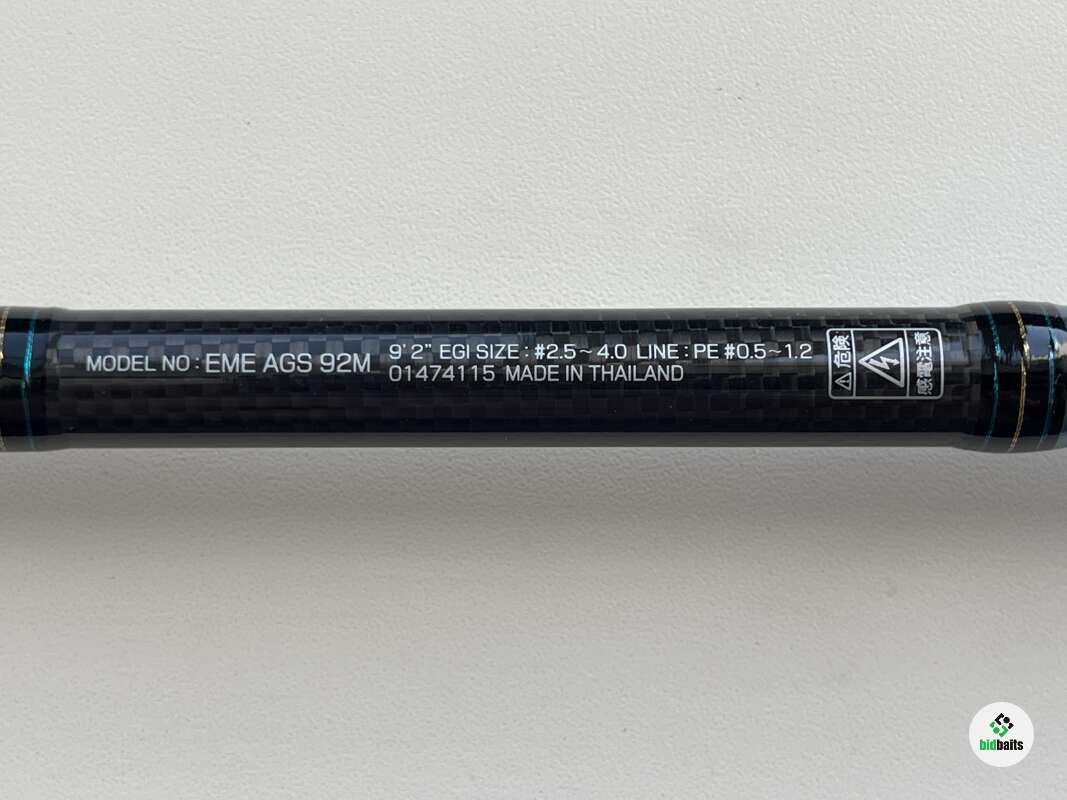 MODEL NO : EME AGS 92M
9' 2" EGI SIZE : #2.5~4.0 LINE : PE #0.5~1.2
01474115 MADE IN THAILAND
危険
感電注意
bidbaits